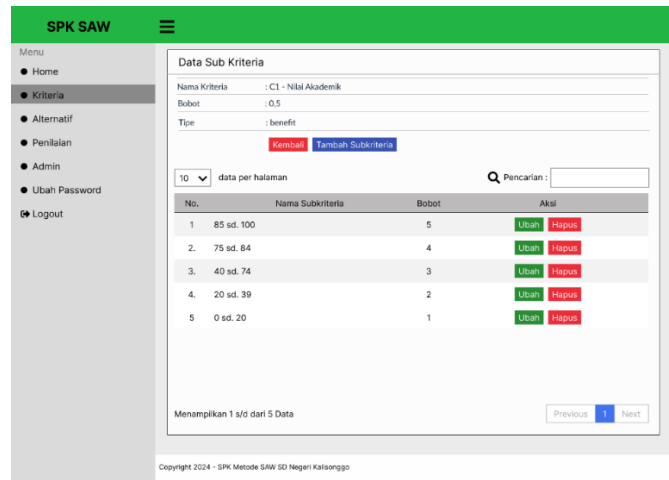 SPK SAW
Menu
Home
Kriteria
Alternatif
Penilaian
Admin
Ubah Password
Logout
Data Sub Kriteria
Nama Kriteria : C1 - Nilai Akademik
Bobot : 0,5
Tipe : benefit
Kembali Tambah Subkriteria
10 data per halaman Pencarian :
No. Nama Subkriteria Bobot Aksi
1 85 sd. 100 5 Ubah Hapus
2. 75 sd. 84 4 Ubah Hapus
3. 40 sd. 74 3 Ubah Hapus
4. 20 sd. 39 2 Ubah Hapus
5 0 sd. 20 1 Ubah Hapus
Menampilkan 1 s/d dari 5 Data Previous 1 Next
Copyright 2024 - SPK Metode SAW SD Negeri Kalisonggo